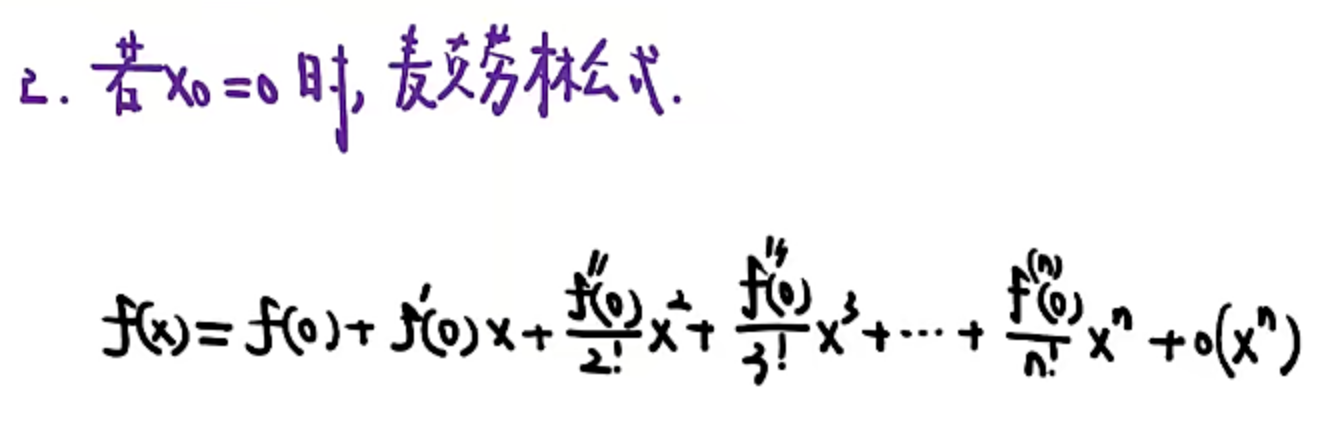 2. 若x₀=0时, 麦克劳林公式.
f(x) = f(0) + f'(0)x + f''(0)/2! x² + f'''(0)/3! x³ + ··· + f⁽ⁿ⁾(0)/n! xⁿ + o(xⁿ)